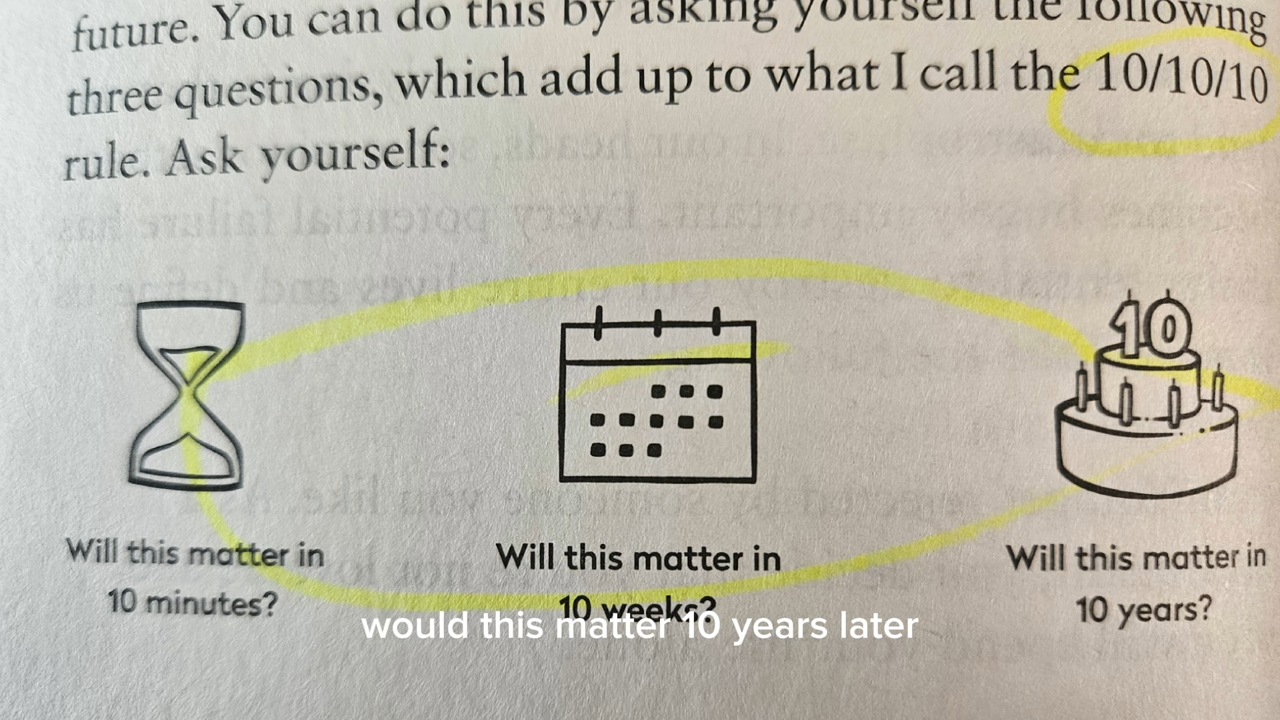 future. You can do this by asking yourself the following
three questions, which add up to what I call the 10/10/10
rule. Ask yourself:
10
Will this matter in
10 minutes?
Will this matter in
10 weeks?
Will this matter in
10 years?
would this matter 10 years later